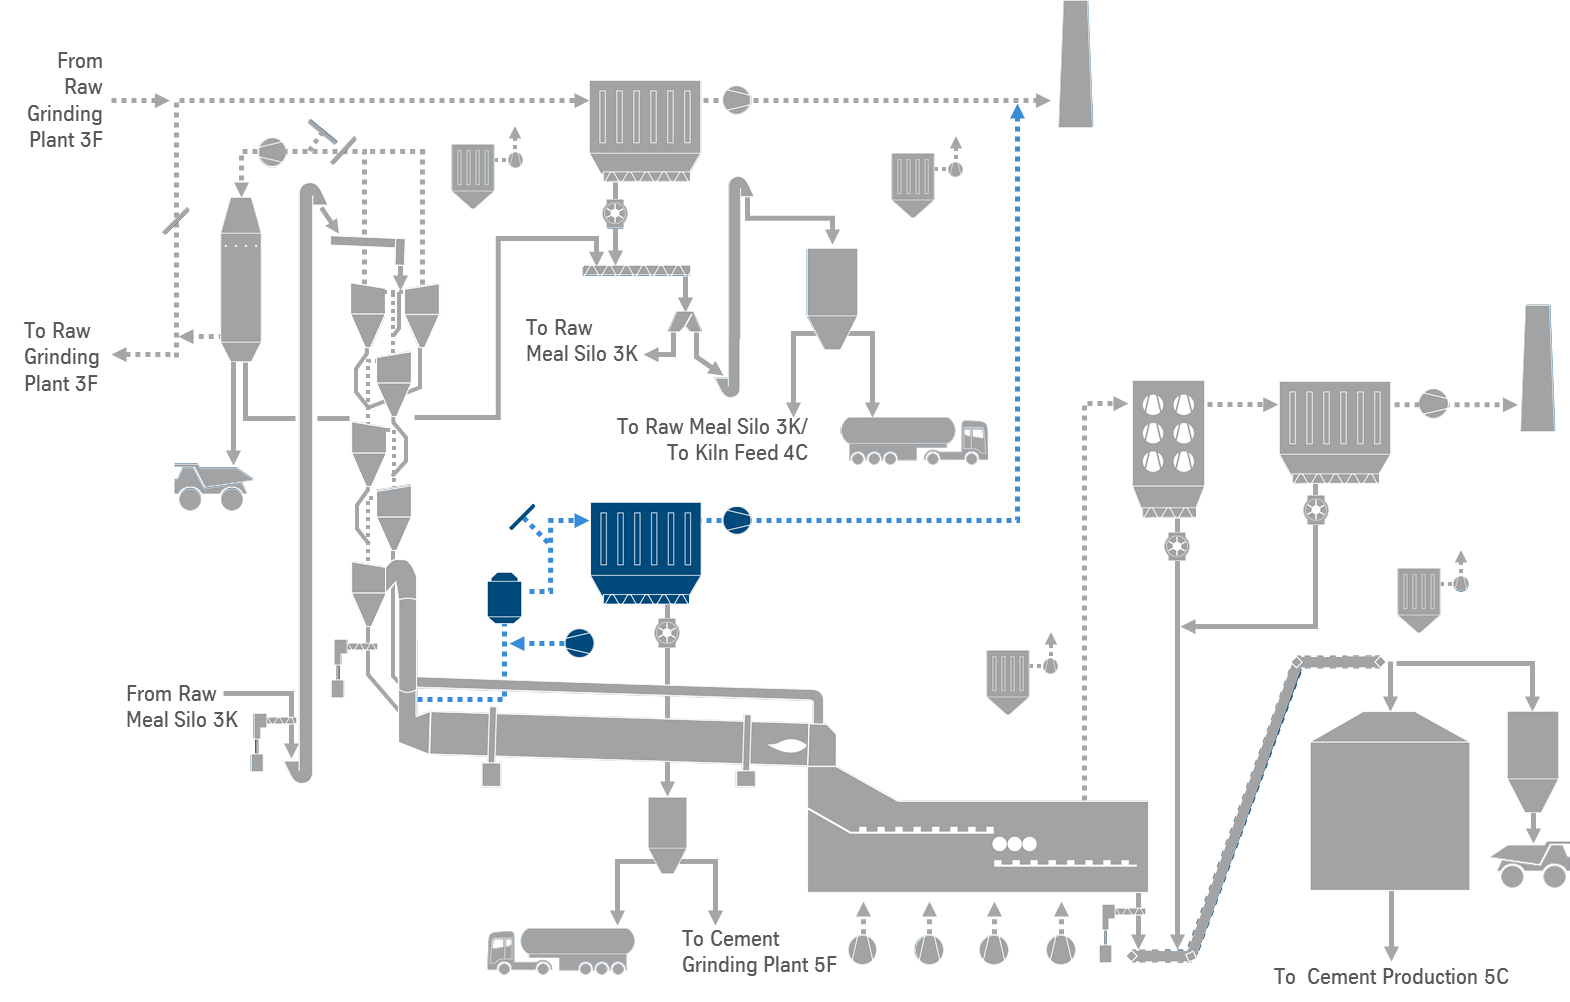 From
Raw
Grinding
Plant 3F
To Raw
Grinding
Plant 3F
To Raw
Meal Silo 3K
To Raw Meal Silo 3K/
To Kiln Feed 4C
From Raw
Meal Silo 3K
To Cement
Grinding Plant 5F
To Cement Production 5C